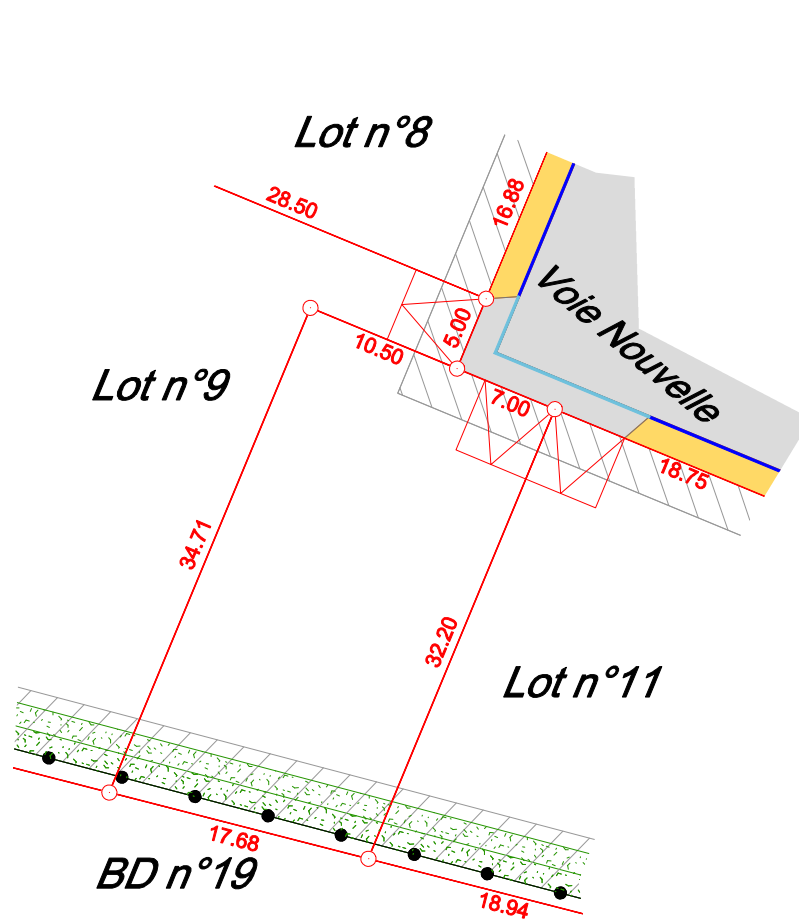 Lot n°8
28.50
16.88
Voie Nouvelle
5.00
10.50
Lot n°9
7.00
18.75
34.71
32.20
Lot n°11
17.68
BD n°19
18.94